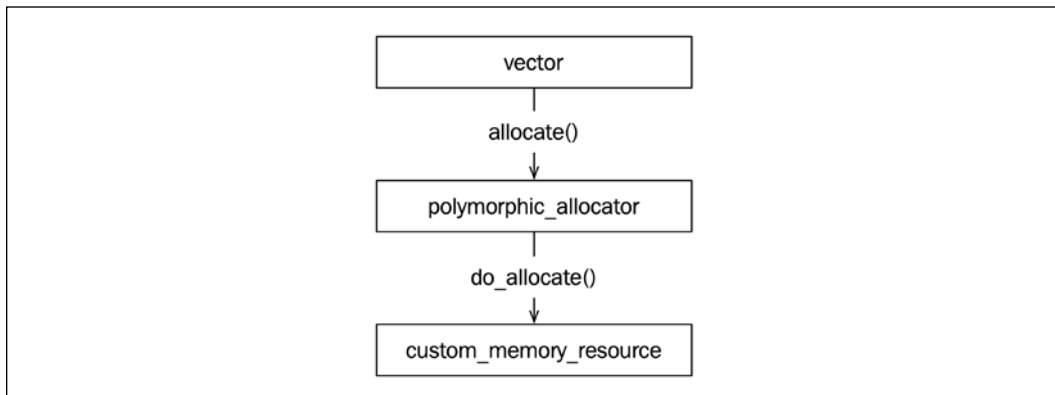 vector
allocate()
polymorphic_allocator
do_allocate()
custom_memory_resource